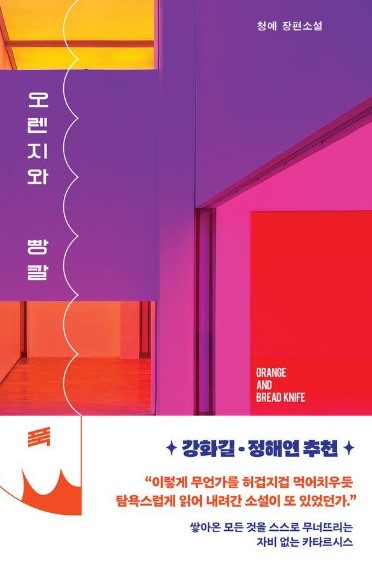 청예 장편소설
오렌지와 빵칼
ORANGE
AND
BREAD KNIFE
폭
강화길 · 정해연 추천
“이렇게 무언가를 허겁지겁 먹어치우듯
탐욕스럽게 읽어 내려간 소설이 또 있었던가.”
쌓아온 모든 것을 스스로 무너뜨리는
자비 없는 카타르시스